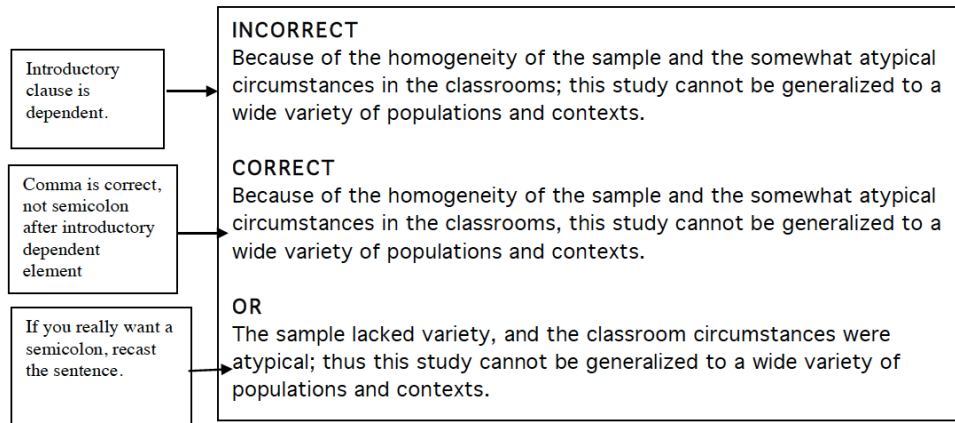 INCORRECT
Because of the homogeneity of the sample and the somewhat atypical
circumstances in the classrooms; this study cannot be generalized to a
wide variety of populations and contexts.
Introductory
clause is
dependent.
CORRECT
Because of the homogeneity of the sample and the somewhat atypical
circumstances in the classrooms, this study cannot be generalized to a
wide variety of populations and contexts.
Comma is correct,
not semicolon
after introductory
dependent
element
OR
The sample lacked variety, and the classroom circumstances were
atypical; thus this study cannot be generalized to a wide variety of
populations and contexts.
If you really want a
semicolon, recast
the sentence.